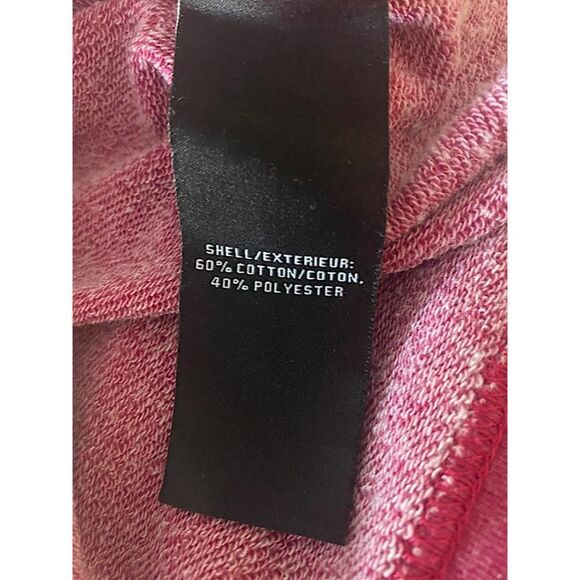 SHELL/EXTERIEUR:
60% COTTON/COTON,
40% POLYESTER